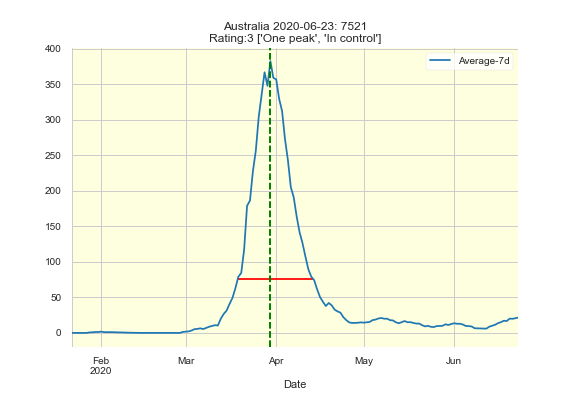 Australia 2020-06-23: 7521
Rating:3 ['One peak', 'In control']
Average-7d
400
350
300
250
200
150
100
50
0
Feb
2020
Mar
Apr
May
Jun
Date